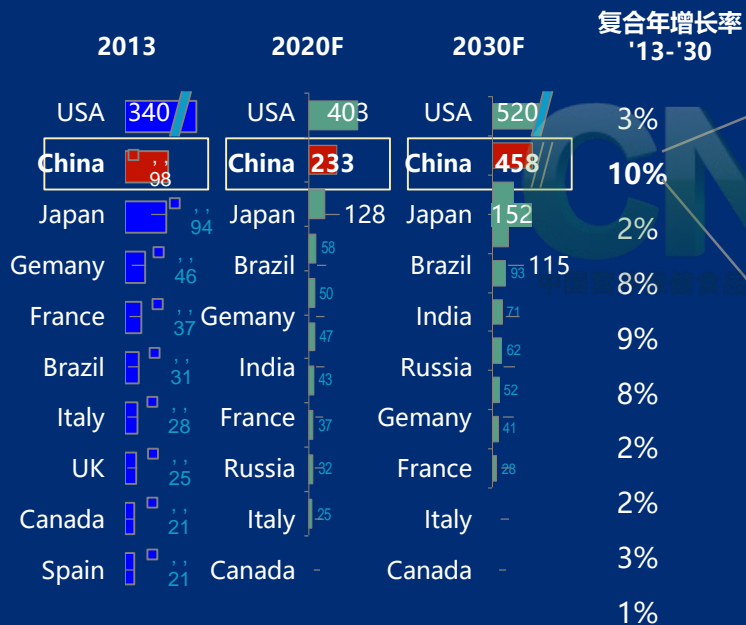 2013
USA 340
China ,, 98
Japan ,, 94
Gemany ,, 46
France ,, 37
Brazil ,, 31
Italy ,, 28
UK ,, 25
Canada ,, 21
Spain ,, 21
2020F
USA 403
China 233
Japan 128
58
Brazil
50
Gemany
47
India
43
France 37
Russia 32
Italy 25
Canada
2030F
USA 520
China 458
Japan 152
Brazil 93 115
India 71
62
Russia
52
Gemany 41
France 28
Italy
Canada
复合年增长率
'13-'30
3%
10%
2%
8%
9%
8%
2%
2%
3%
1%
CN